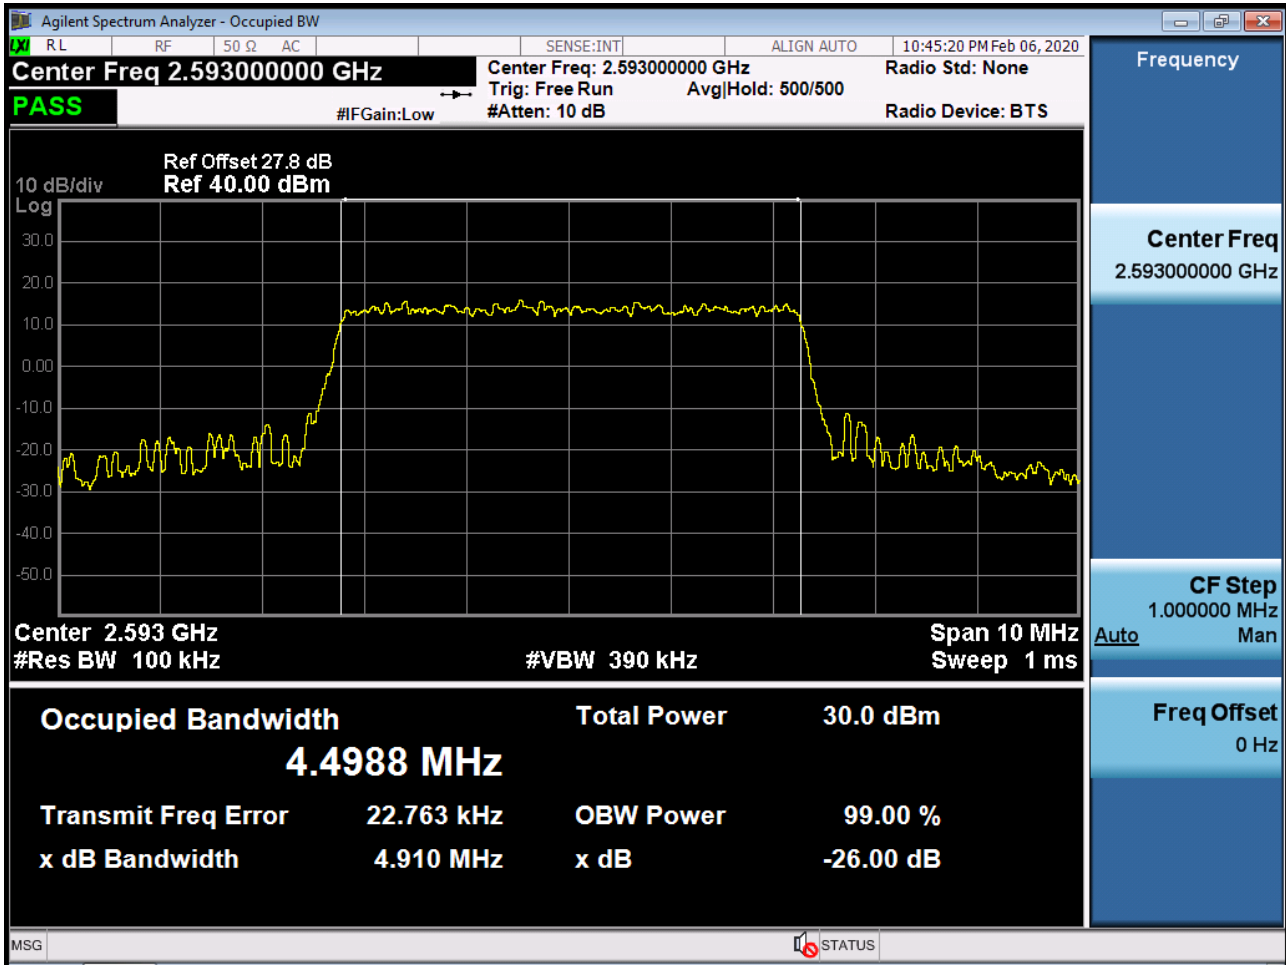 Agilent Spectrum Analyzer - Occupied BW
LXI RL RF 50 Ω AC SENSE:INT ALIGN AUTO 10:45:20 PM Feb 06, 2020
Center Freq 2.593000000 GHz
PASS
#IFGain:Low
Center Freq: 2.593000000 GHz
Trig: Free Run Avg|Hold: 500/500
#Atten: 10 dB
Radio Std: None
Radio Device: BTS
Ref Offset 27.8 dB
10 dB/div Ref 40.00 dBm
Log
30.0
20.0
10.0
0.00
-10.0
-20.0
-30.0
-40.0
-50.0
Center 2.593 GHz Span 10 MHz
#Res BW 100 kHz #VBW 390 kHz Sweep 1 ms
Occupied Bandwidth Total Power 30.0 dBm
4.4988 MHz
Transmit Freq Error 22.763 kHz OBW Power 99.00 %
x dB Bandwidth 4.910 MHz x dB -26.00 dB
MSG STATUS
Frequency
Center Freq
2.593000000 GHz
CF Step
1.000000 MHz
Auto Man
Freq Offset
0 Hz